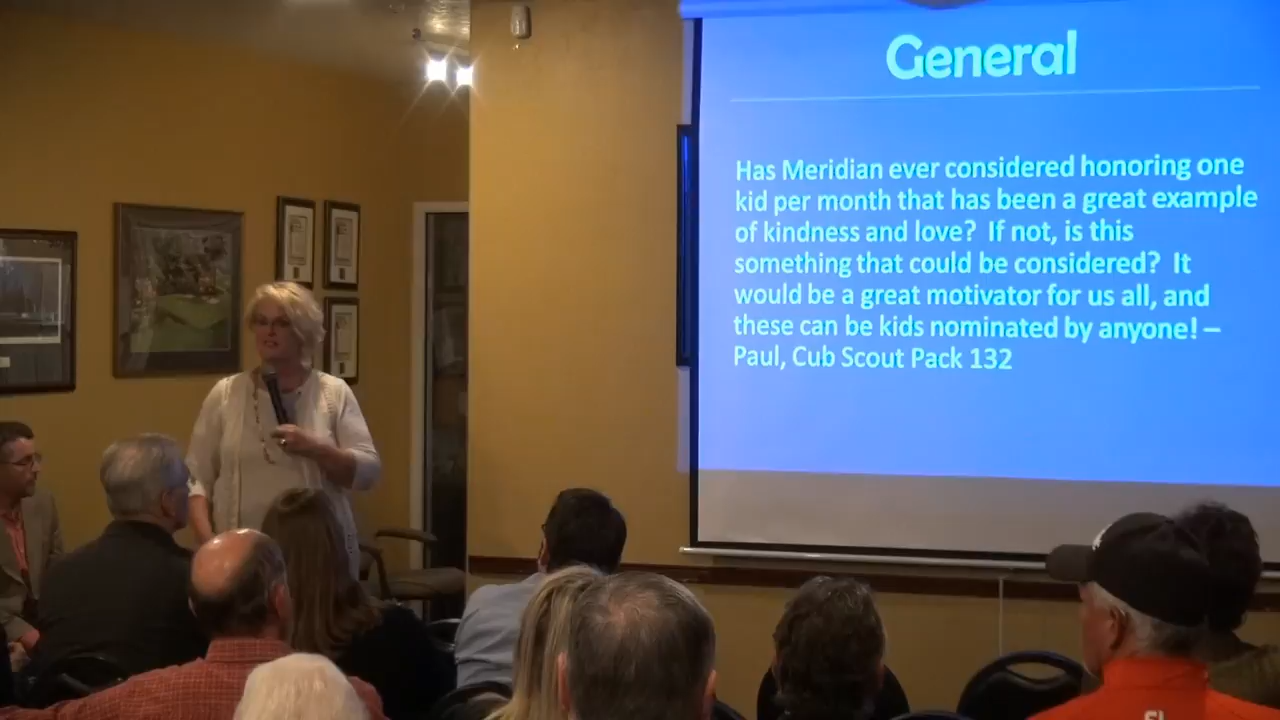 General
Has Meridian ever considered honoring one
kid per month that has been a great example
of kindness and love? If not, is this
something that could be considered? It
would be a great motivator for us all, and
these can be kids nominated by anyone! –
Paul, Cub Scout Pack 132